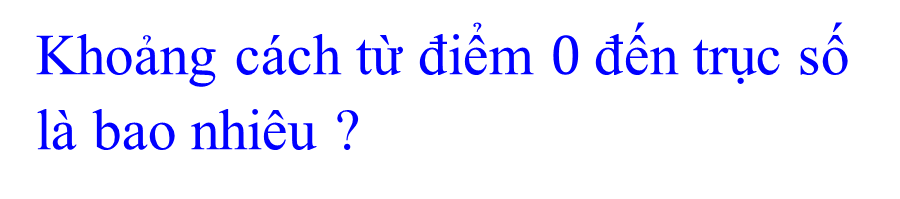 Khoảng cách từ điểm 0 đến trục số
là bao nhiêu ?